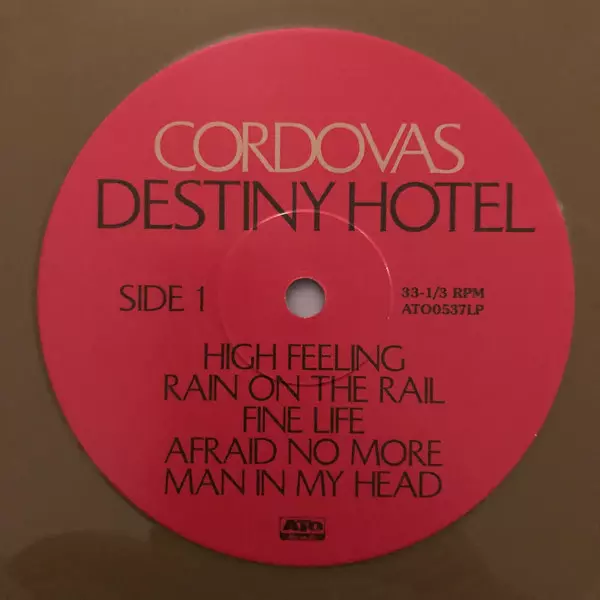 CORDOVAS
DESTINY HOTEL
SIDE 1
33-1/3 RPM
ATO0537LP
HIGH FEELING
RAIN ON THE RAIL
FINE LIFE
AFRAID NO MORE
MAN IN MY HEAD
ATO